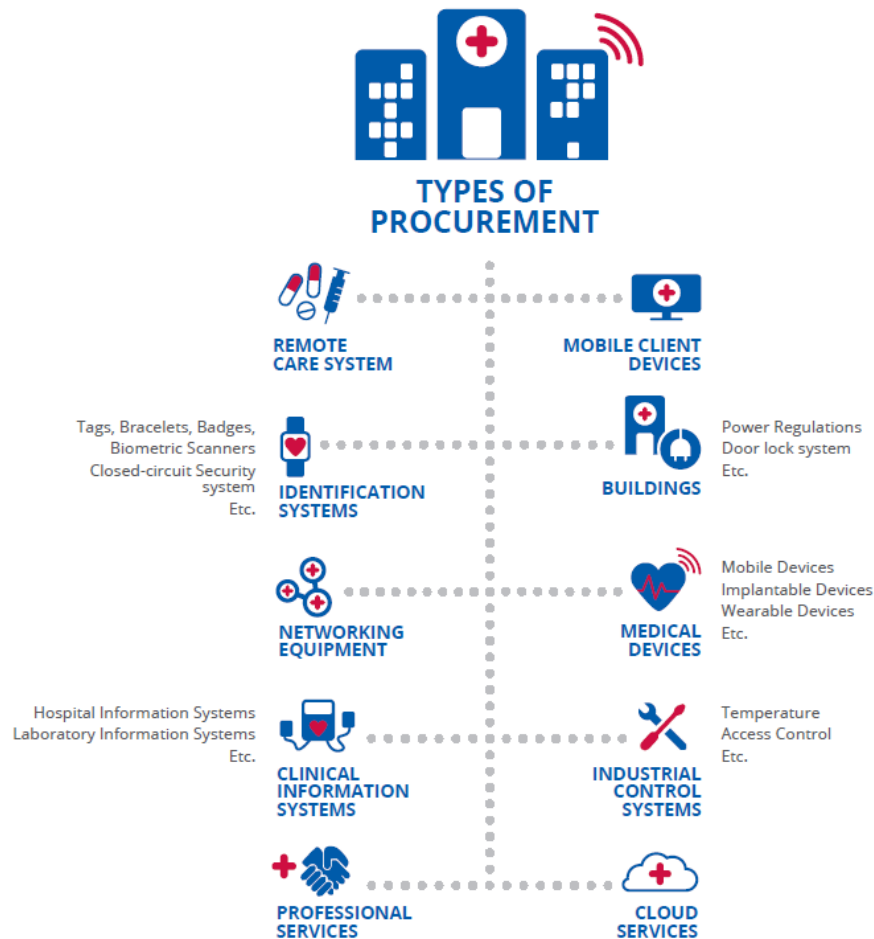 TYPES OF
PROCUREMENT
REMOTE
CARE SYSTEM
MOBILE CLIENT
DEVICES
Tags, Bracelets, Badges,
Biometric Scanners
Closed-circuit Security
system
Etc.
IDENTIFICATION
SYSTEMS
BUILDINGS
Power Regulations
Door lock system
Etc.
NETWORKING
EQUIPMENT
MEDICAL
DEVICES
Mobile Devices
Implantable Devices
Wearable Devices
Etc.
Hospital Information Systems
Laboratory Information Systems
Etc.
CLINICAL
INFORMATION
SYSTEMS
INDUSTRIAL
CONTROL
SYSTEMS
Temperature
Access Control
Etc.
PROFESSIONAL
SERVICES
CLOUD
SERVICES